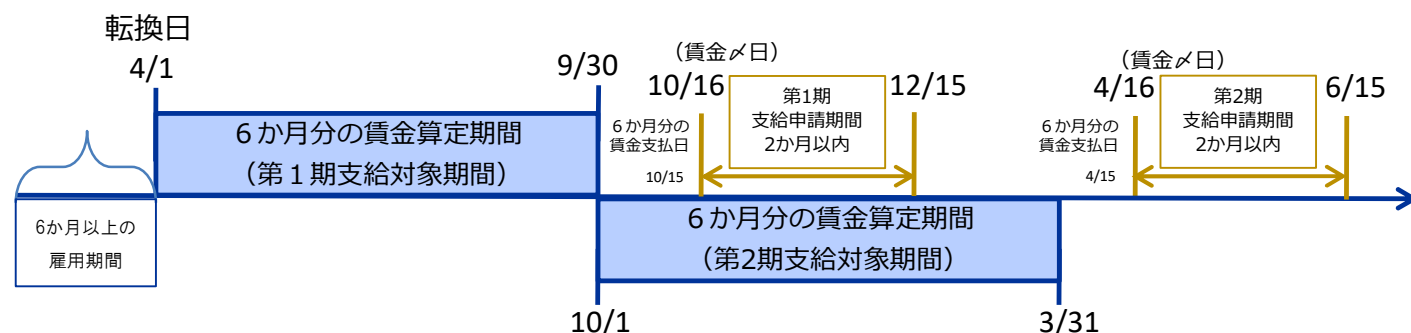 転換日
4/1
9/30
(賃金〆日)
10/16
12/15
(賃金〆日)
4/16
6/15
6か月以上の
雇用期間
6か月分の賃金算定期間
(第1期支給対象期間)
6か月分の
賃金支払日
10/15
第1期
支給申請期間
2か月以内
6か月分の
賃金支払日
4/15
第2期
支給申請期間
2か月以内
6か月分の賃金算定期間
(第2期支給対象期間)
10/1
3/31